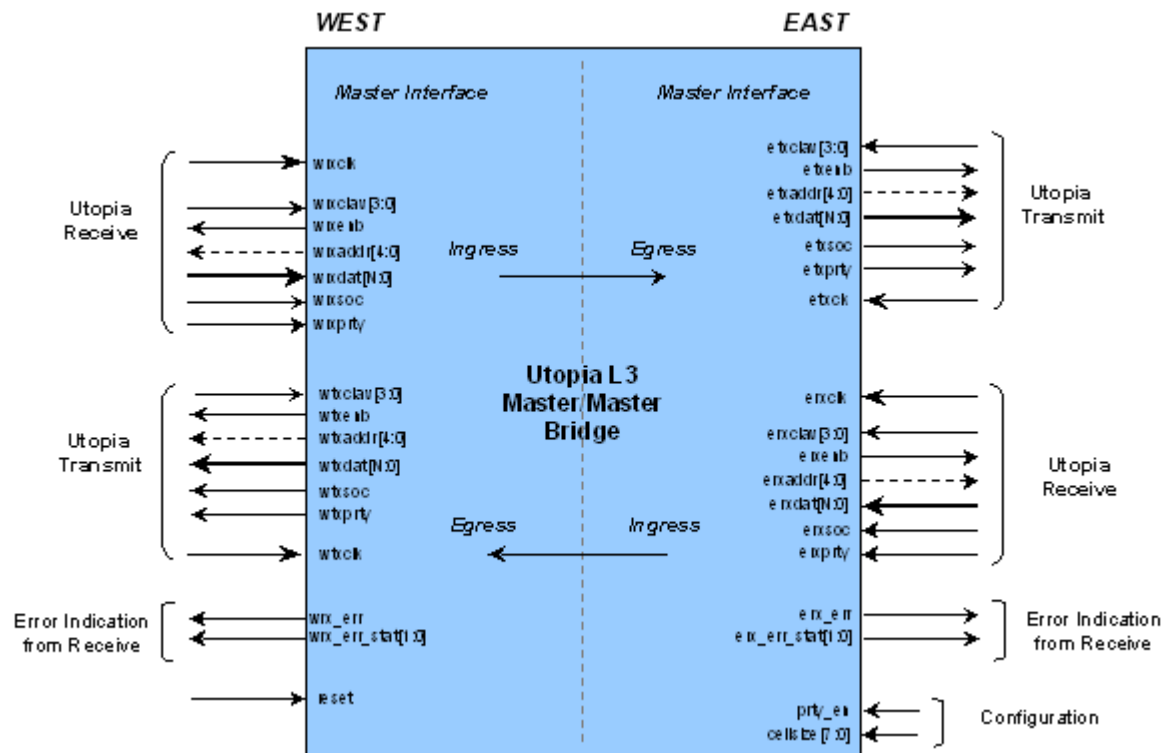 WEST
EAST
Master Interface
Master Interface
Utopia
Receive
wrxclk
wrxclav[3:0]
wrxenb
wrxaddr[4:0]
wrxdat[N:0]
wrxsoc
wrxprty
Ingress
Egress
etxclav[3:0]
etxenb
etxaddr[4:0]
etxdat[N:0]
etxsoc
etxprty
etxclk
Utopia
Transmit
Utopia L3
Master/Master
Bridge
Utopia
Transmit
wtxclav[3:0]
wtxenb
wtxaddr[4:0]
wtxdat[N:0]
wtxsoc
wtxprty
wtxclk
Egress
Ingress
erxclk
erxclav[3:0]
erxenb
erxaddr[4:0]
erxdat[N:0]
erxsoc
erxprty
Utopia
Receive
Error Indication
from Receive
wrx_err
wrx_err_stat[1:0]
erx_err
erx_err_stat[1:0]
Error Indication
from Receive
reset
prty_en
cellsize[7:0]
Configuration